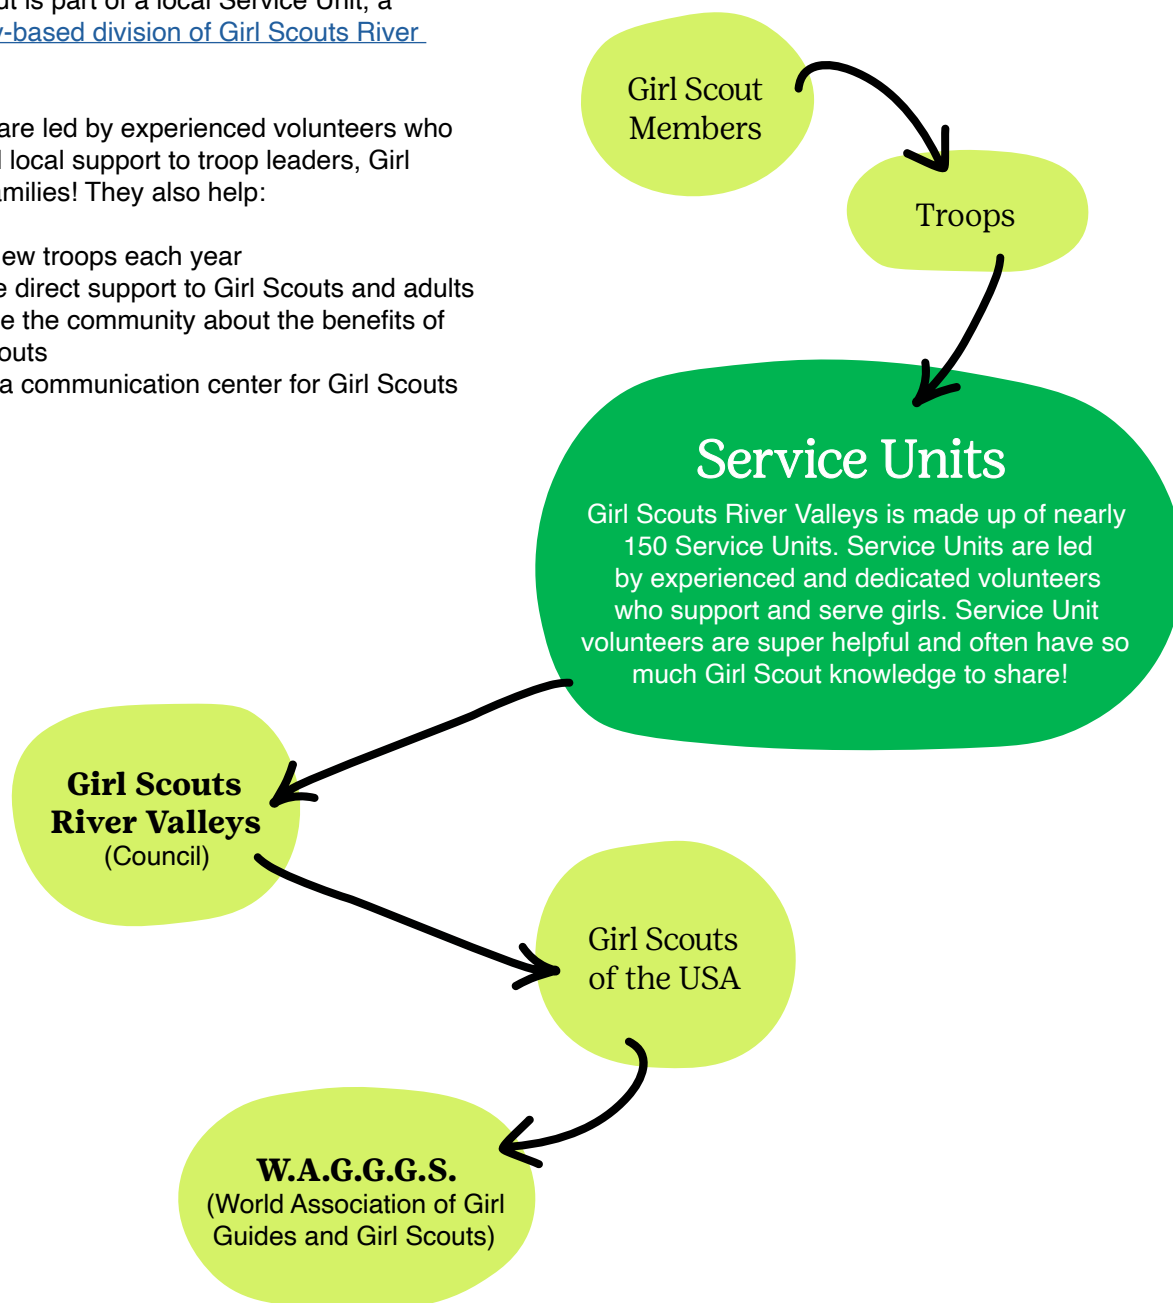 is part of a local Service Unit, a
-based division of Girl Scouts River
are led by experienced volunteers who
local support to troop leaders, Girl
They also help:
troops each year
direct support to Girl Scouts and adults
the community about the benefits of
a communication center for Girl Scouts
Girl Scout
Members
Troops
Service Units
Girl Scouts River Valleys is made up of nearly
150 Service Units. Service Units are led
by experienced and dedicated volunteers
who support and serve girls. Service Unit
volunteers are super helpful and often have so
much Girl Scout knowledge to share!
Girl Scouts
River Valleys
(Council)
Girl Scouts
of the USA
W.A.G.G.G.S.
(World Association of Girl
Guides and Girl Scouts)